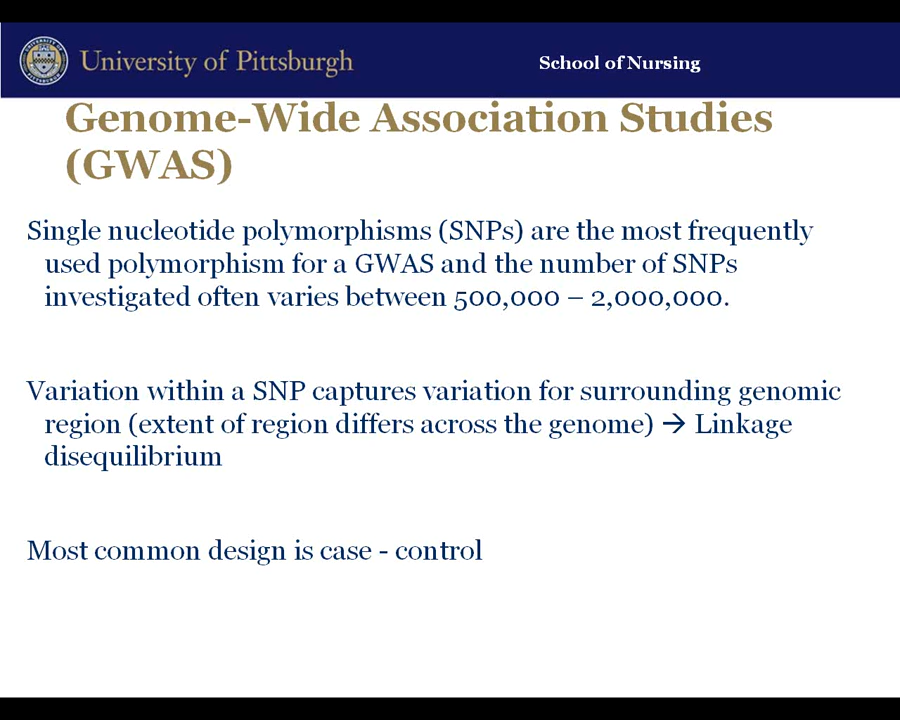 University of Pittsburgh
School of Nursing
Genome-Wide Association Studies
(GWAS)
Single nucleotide polymorphisms (SNPs) are the most frequently
used polymorphism for a GWAS and the number of SNPs
investigated often varies between 500,000 – 2,000,000.
Variation within a SNP captures variation for surrounding genomic
region (extent of region differs across the genome) → Linkage
disequilibrium
Most common design is case - control